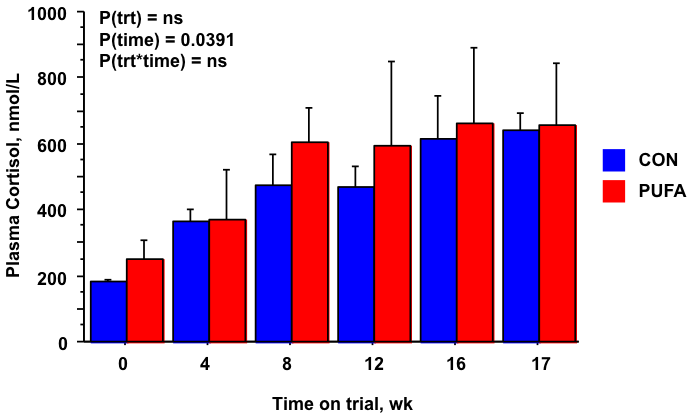 P(trt) = ns
P(time) = 0.0391
P(trt*time) = ns
Plasma Cortisol, nmol/L
1000
800
600
400
200
0
0 4 8 12 16 17
Time on trial, wk
CON
PUFA